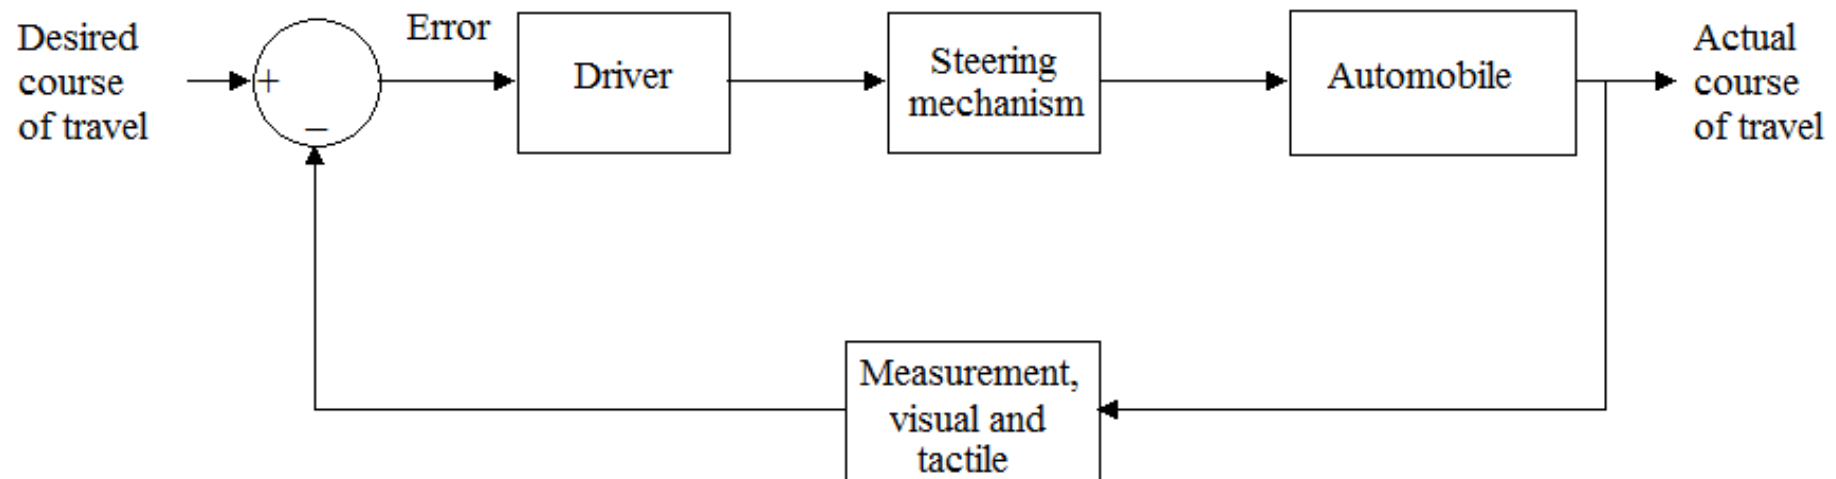 Desired
course
of travel
+
−
Error
Driver
Steering
mechanism
Automobile
Actual
course
of travel
Measurement,
visual and
tactile